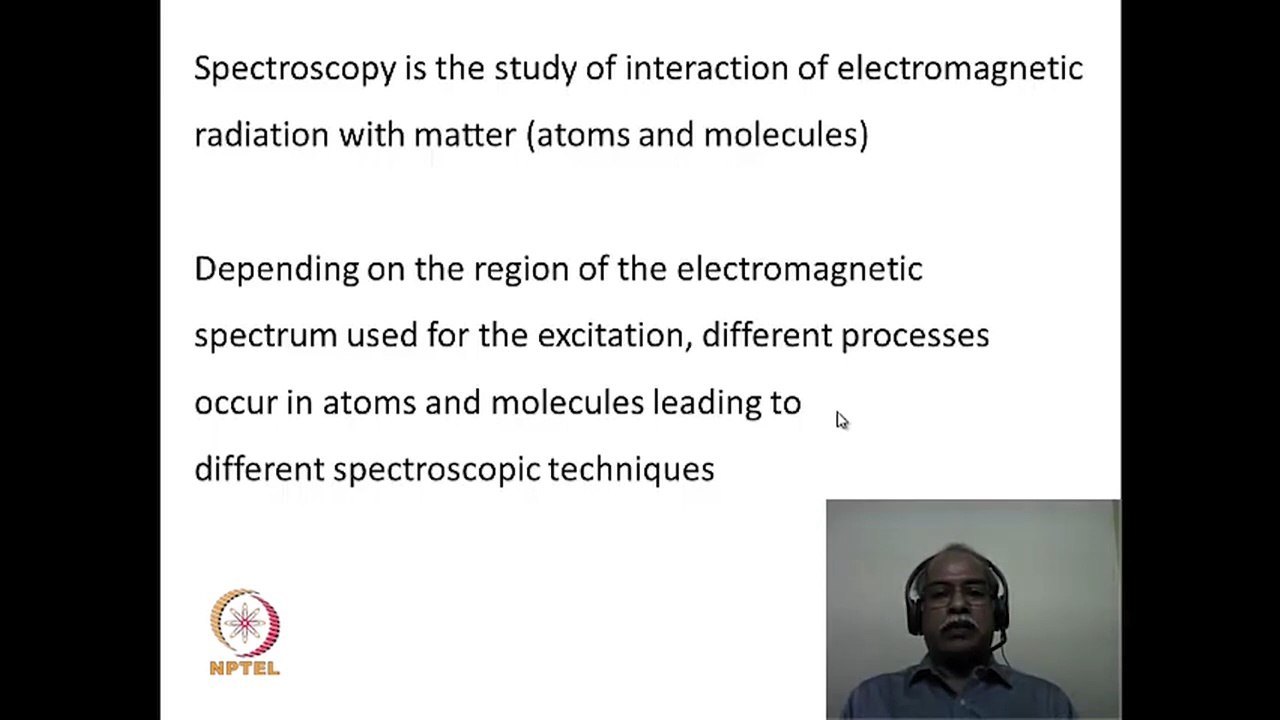 Spectroscopy is the study of interaction of electromagnetic
radiation with matter (atoms and molecules)
Depending on the region of the electromagnetic
spectrum used for the excitation, different processes
occur in atoms and molecules leading to
different spectroscopic techniques
NPTEL